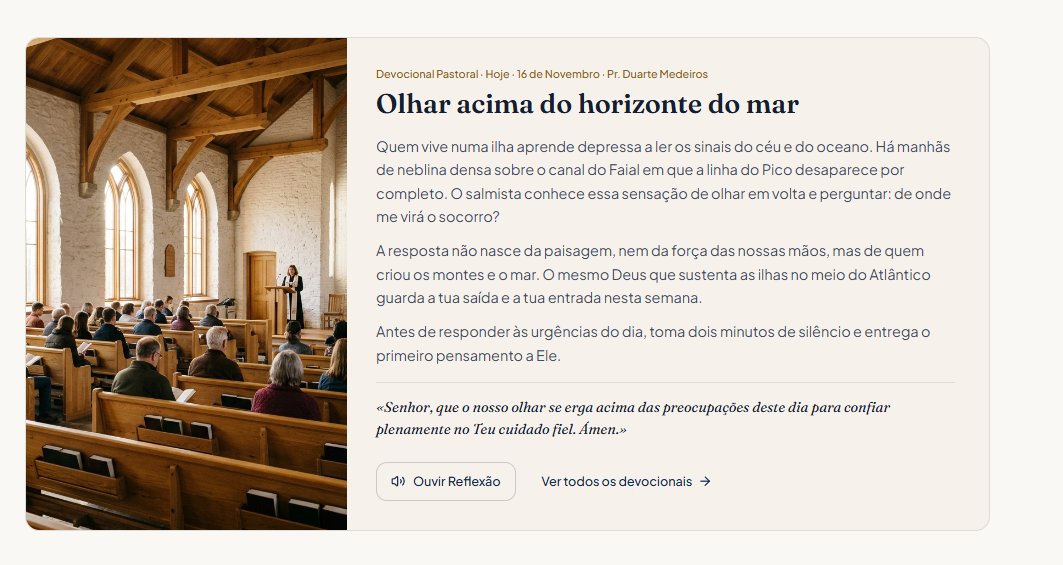 Devocional Pastoral · Hoje · 16 de Novembro · Pr. Duarte Medeiros
Olhar acima do horizonte do mar
Quem vive numa ilha aprende depressa a ler os sinais do céu e do oceano. Há manhãs
de neblina densa sobre o canal do Faial em que a linha do Pico desaparece por
completo. O salmista conhece essa sensação de olhar em volta e perguntar: de onde
me virá o socorro?
A resposta não nasce da paisagem, nem da força das nossas mãos, mas de quem
criou os montes e o mar. O mesmo Deus que sustenta as ilhas no meio do Atlântico
guarda a tua saída e a tua entrada nesta semana.
Antes de responder às urgências do dia, toma dois minutos de silêncio e entrega o
primeiro pensamento a Ele.
«Senhor, que o nosso olhar se erga acima das preocupações deste dia para confiar
plenamente no Teu cuidado fiel. Ámen.»
Ouvir Reflexão
Ver todos os devocionais →